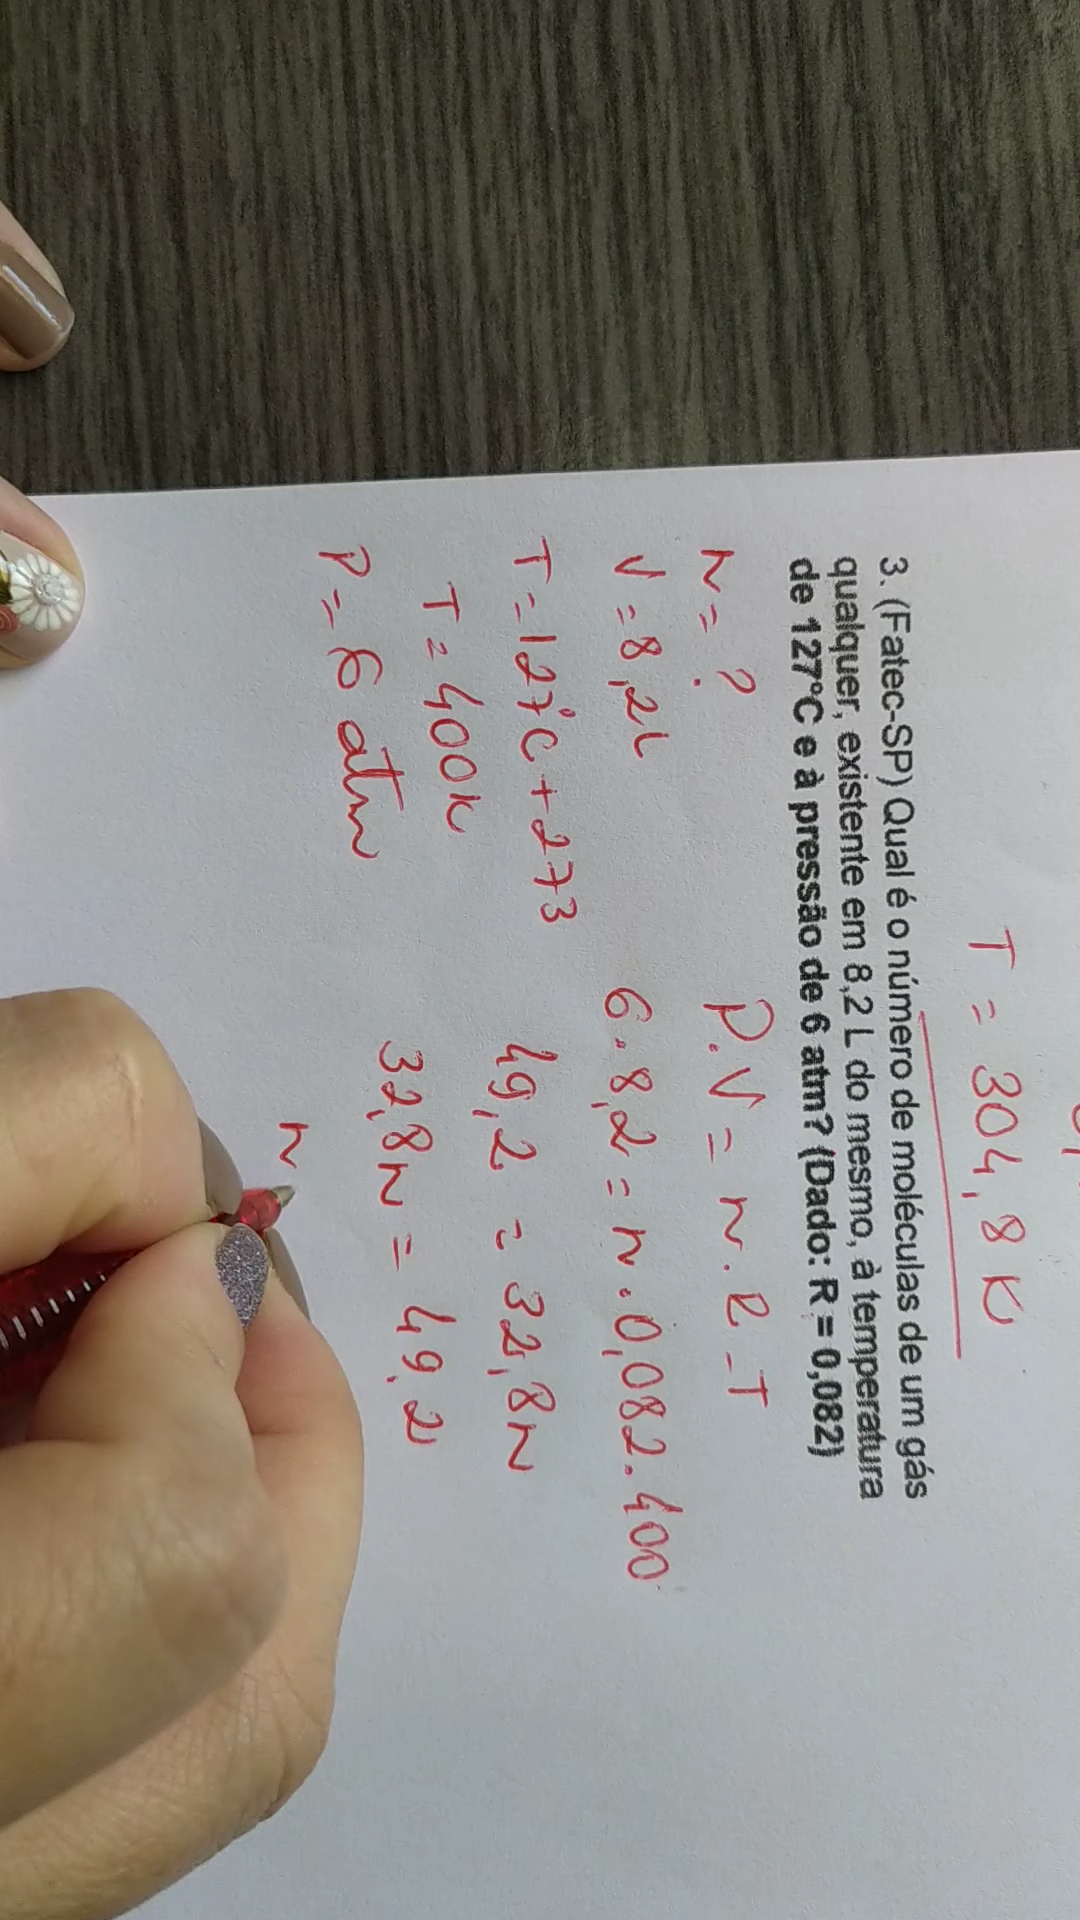 T = 304,8 K
3. (Fatec-SP) Qual é o número de moléculas de um gás
qualquer, existente em 8,2 L do mesmo, à temperatura
de 127°C e à pressão de 6 atm? (Dado: R = 0,082)
n = ?
V = 8,2L
T = 127°C + 273
T = 400K
P = 6 atm
P.V = n.R.T
6.8,2 = n.0,082.400
49,2 = 32,8n
32,8n = 49,2
n